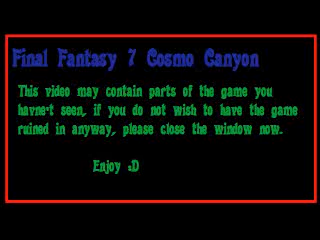 Final Fantasy 7 Cosmo Canyon
This video may contain parts of the game you
havne't seen, if you do not wish to have the game
ruined in anyway, please close the window now.
Enjoy :D